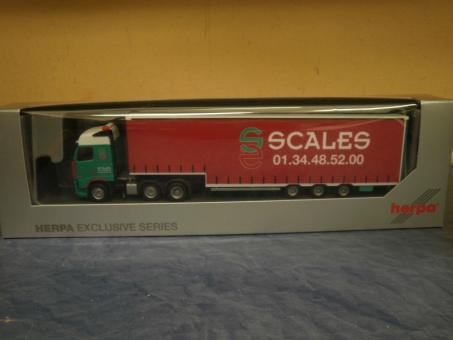 SCALES
01.34.48.52.00
herpa
HERPA EXCLUSIVE SERIES